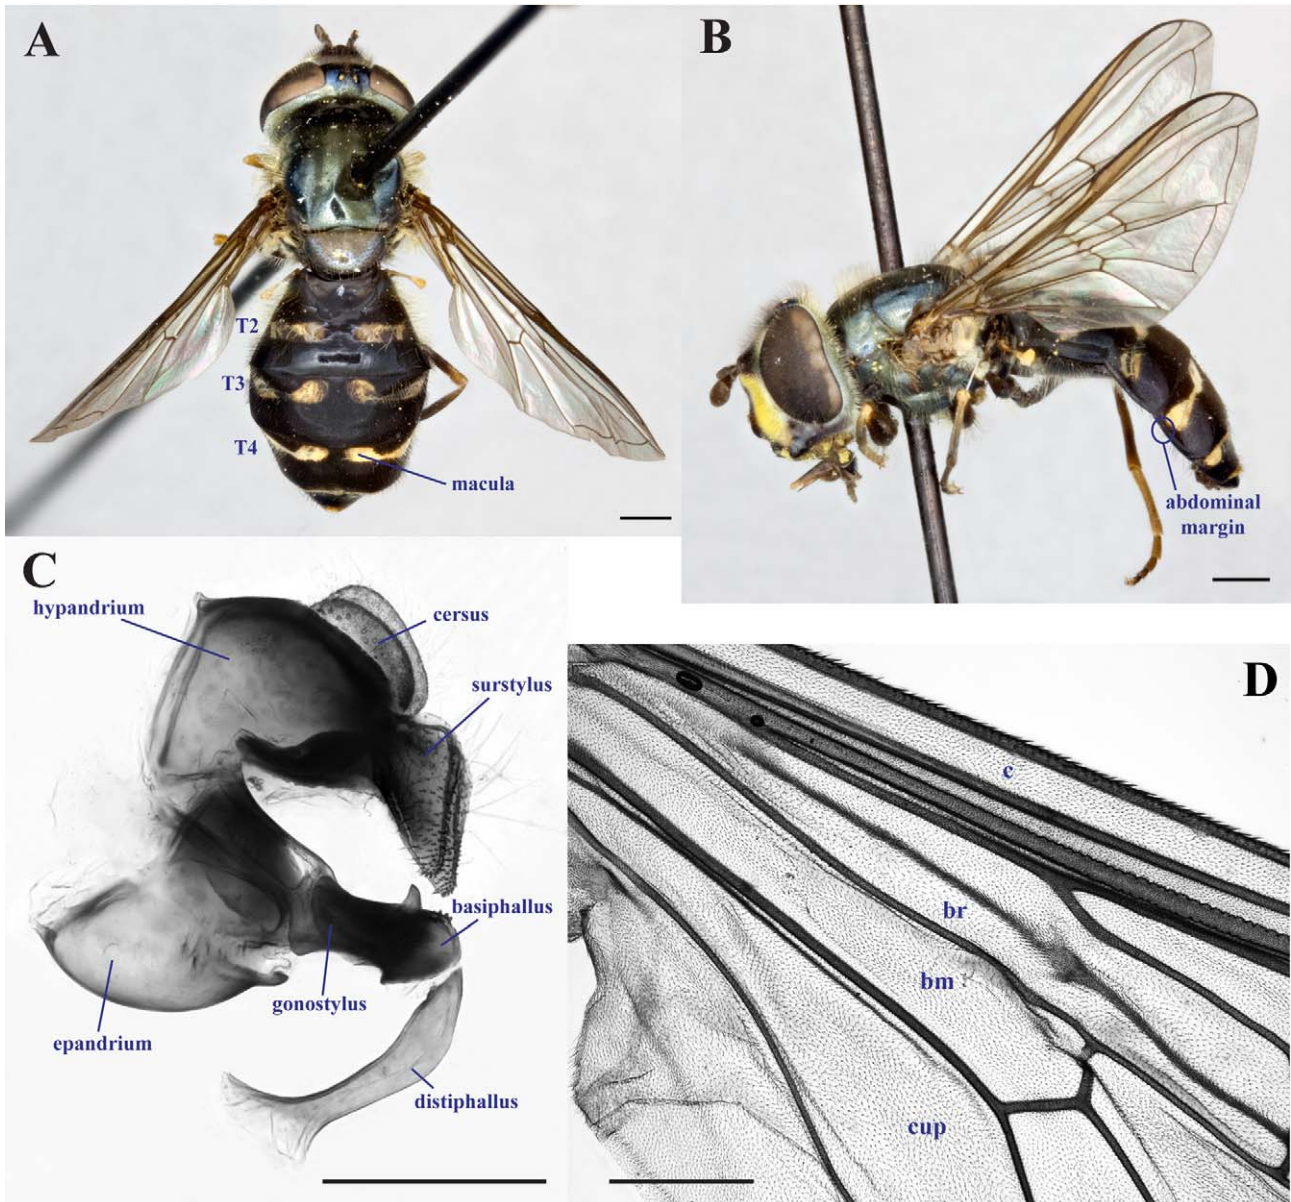 A
T2
T3
T4
macula
B
abdominal
margin
C
hypandrium
cersus
surstylus
basiphallus
gonostylus
epandrium
distiphallus
D
c
br
bm
cup